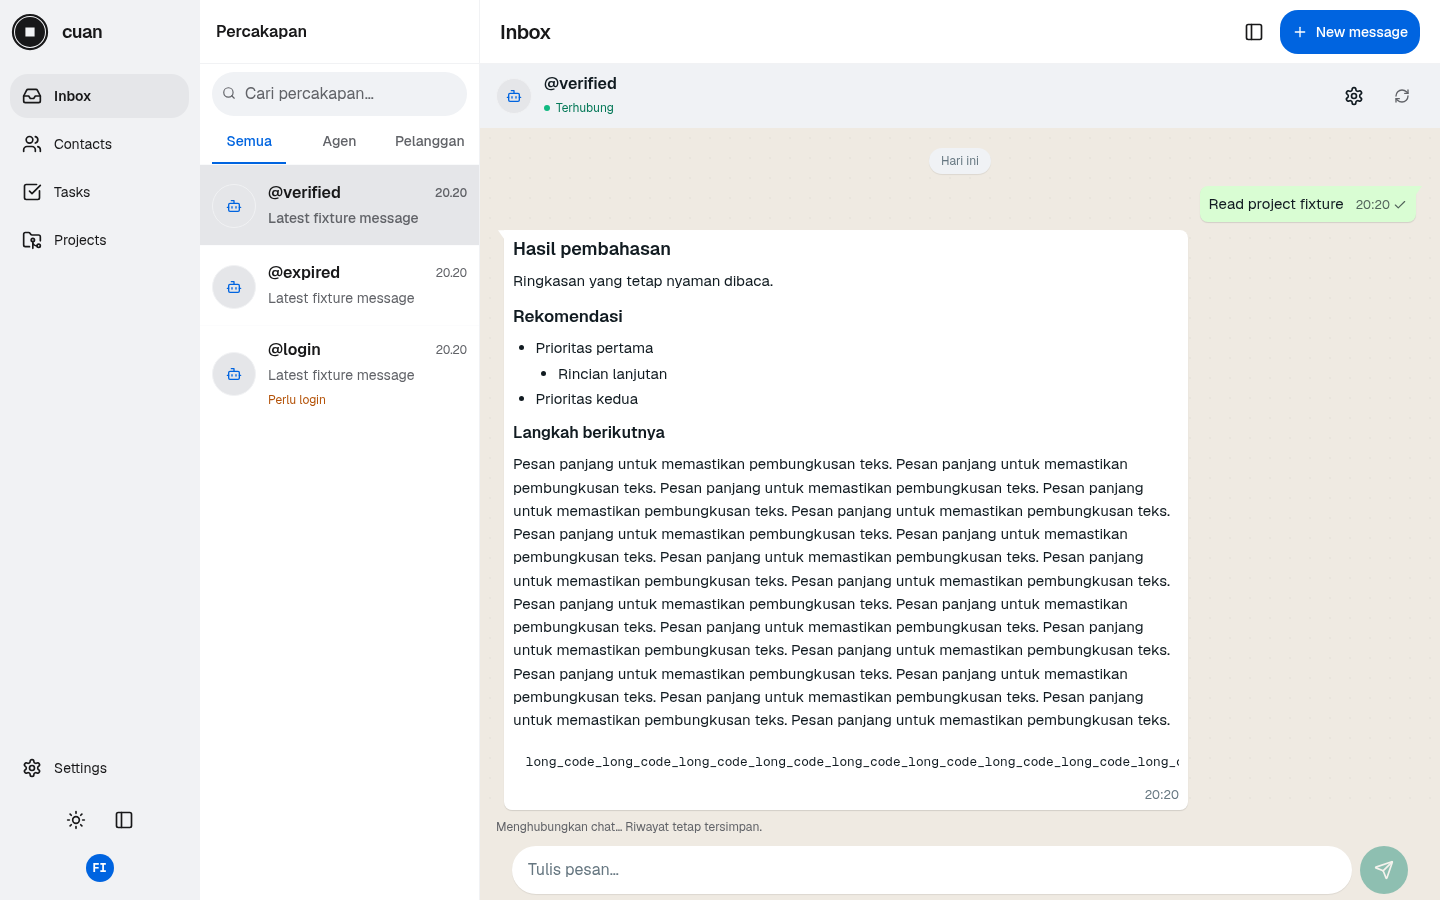 cuan
Inbox
Contacts
Tasks
Projects
Settings
FI
Percakapan
Cari percakapan...
Semua
Agen
Pelanggan
@verified
20.20
Latest fixture message
@expired
20.20
Latest fixture message
@login
20.20
Latest fixture message
Perlu login
Inbox
New message
@verified
Terhubung
Hari ini
Read project fixture 20:20
Hasil pembahasan
Ringkasan yang tetap nyaman dibaca.
Rekomendasi
Prioritas pertama
Rincian lanjutan
Prioritas kedua
Langkah berikutnya
Pesan panjang untuk memastikan pembungkusan teks. Pesan panjang untuk memastikan
pembungkusan teks. Pesan panjang untuk memastikan pembungkusan teks. Pesan panjang
untuk memastikan pembungkusan teks. Pesan panjang untuk memastikan pembungkusan teks.
Pesan panjang untuk memastikan pembungkusan teks. Pesan panjang untuk memastikan
pembungkusan teks. Pesan panjang untuk memastikan pembungkusan teks. Pesan panjang
untuk memastikan pembungkusan teks. Pesan panjang untuk memastikan pembungkusan teks.
Pesan panjang untuk memastikan pembungkusan teks. Pesan panjang untuk memastikan
pembungkusan teks. Pesan panjang untuk memastikan pembungkusan teks. Pesan panjang
untuk memastikan pembungkusan teks. Pesan panjang untuk memastikan pembungkusan teks.
Pesan panjang untuk memastikan pembungkusan teks. Pesan panjang untuk memastikan
pembungkusan teks. Pesan panjang untuk memastikan pembungkusan teks. Pesan panjang
untuk memastikan pembungkusan teks. Pesan panjang untuk memastikan pembungkusan teks.
long_code_long_code_long_code_long_code_long_code_long_code_long_code_long_code_long_c
20:20
Menghubungkan chat... Riwayat tetap tersimpan.
Tulis pesan...